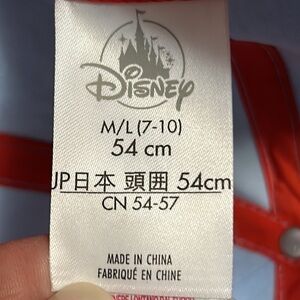 Disney
M/L (7-10)
54 cm
JP日本 頭囲 54cm
CN 54-57
MADE IN CHINA
FABRIQUÉ EN CHINE